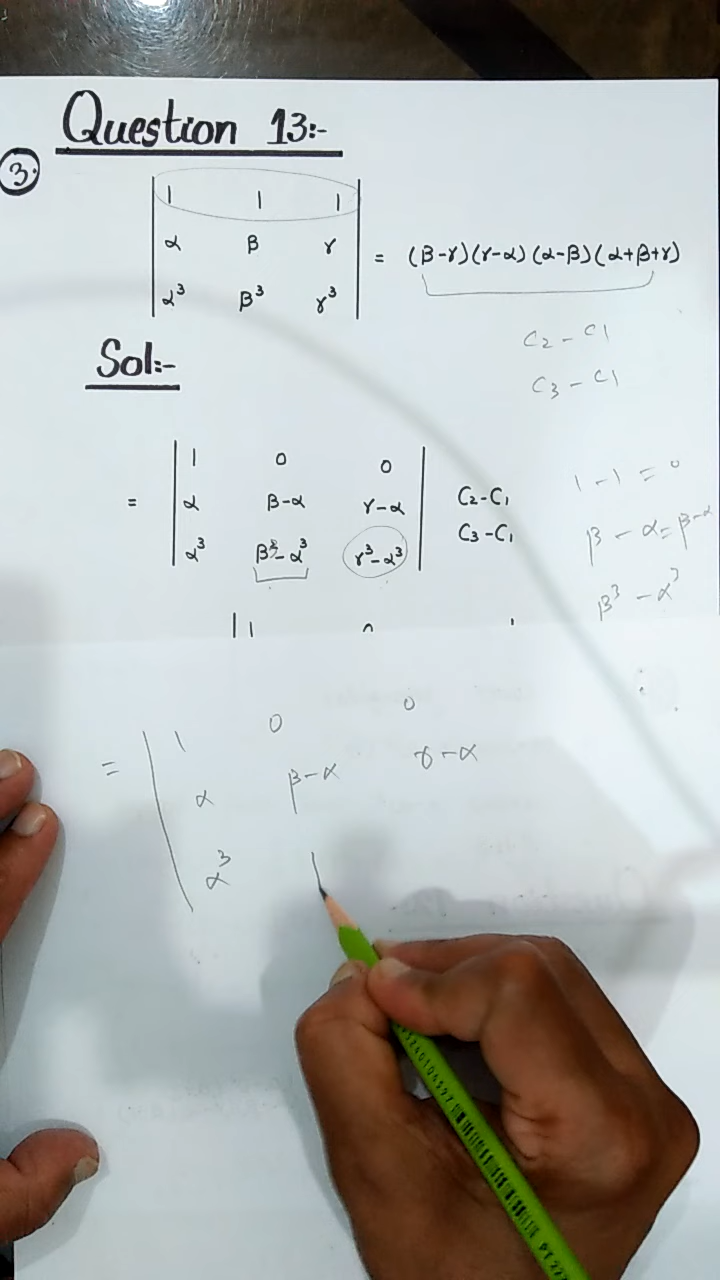 Question 13:-
3.
| 1 1 1 |
| α β γ | = (β-γ)(γ-α)(α-β)(α+β+γ)
| α³ β³ γ³ |
C2 - C1
C3 - C1
Sol:-
| 1 0 0 |
= | α β-α γ-α | C₂-C₁
| α³ β³-α³ γ³-α³ | C₃-C₁
1 - 1 = 0
β - α = β-α
β³ - α³
= | 1 0 0
α β-α γ-α
α³